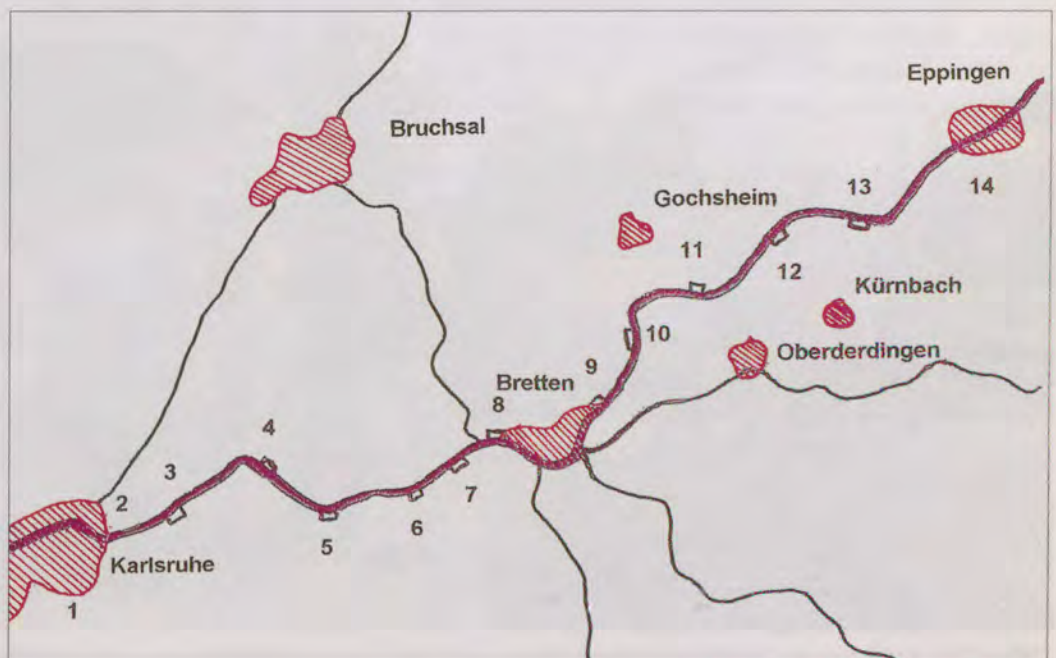 Eppingen
Bruchsal
14
13
Gochsheim
11
12
Kürnbach
10
Oberderdingen
9
Bretten
8
4
7
3
6
2
5
Karlsruhe
1